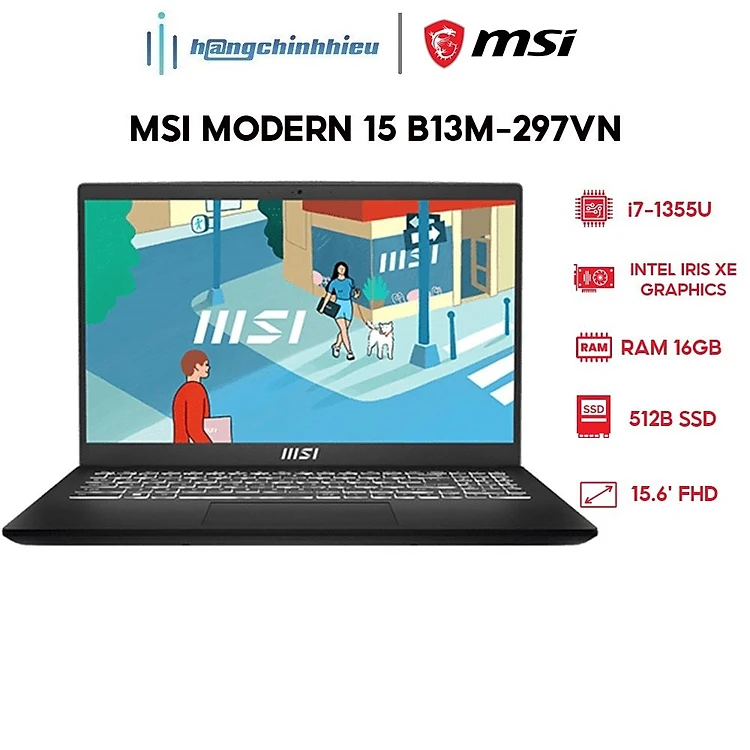 h@ngchinhhieu
msi
MSI MODERN 15 B13M-297VN
i7-1355U
INTEL IRIS XE
GRAPHICS
RAM
RAM 16GB
SSD
512B SSD
15.6' FHD
msi
msi
msi